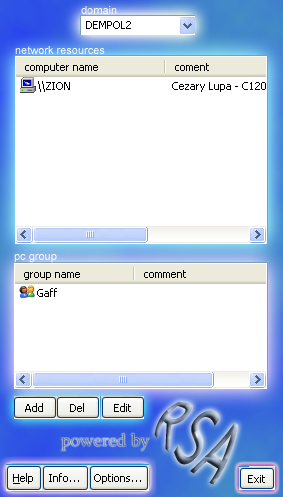 domain
DEMPOL2
network resources
computer name coment
\\ZION Cezary Lupa - C120
pc group
group name comment
Gaff
Add Del Edit
powered by RSA
Help Info... Options... Exit